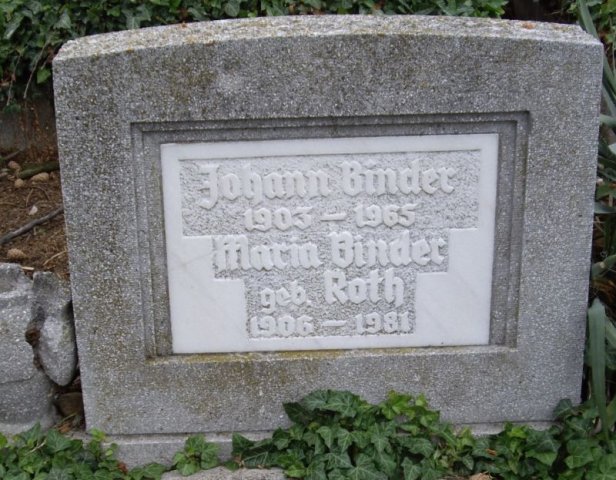 Johann Binder
1903 – 1965
Maria Binder
geb. Roth
1906 – 1981